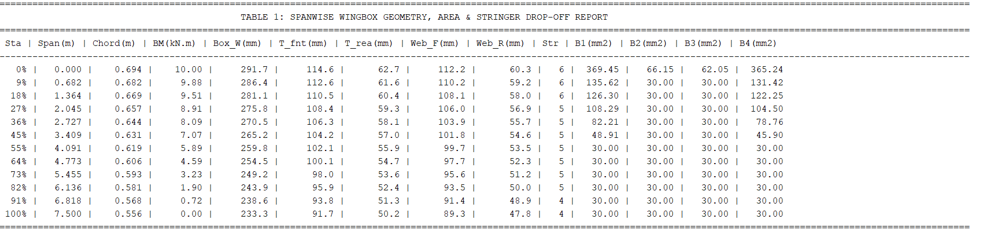 TABLE 1: SPANWISE WINGBOX GEOMETRY, AREA & STRINGER DROP-OFF REPORT
Sta | Span(m) | Chord(m) | BM(kN.m) | Box_W(mm) | T_fnt(mm) | T_rea(mm) | Web_F(mm) | Web_R(mm) | Str | B1(mm2) | B2(mm2) | B3(mm2) | B4(mm2)
0% | 0.000 | 0.694 | 10.00 | 291.7 | 114.6 | 62.7 | 112.2 | 60.3 | 6 | 369.45 | 66.15 | 62.05 | 365.24
9% | 0.682 | 0.682 | 9.88 | 286.4 | 112.6 | 61.6 | 110.2 | 59.2 | 6 | 135.62 | 30.00 | 30.00 | 131.42
18% | 1.364 | 0.669 | 9.51 | 281.1 | 110.5 | 60.4 | 108.1 | 58.0 | 6 | 126.30 | 30.00 | 30.00 | 122.25
27% | 2.045 | 0.657 | 8.91 | 275.8 | 108.4 | 59.3 | 106.0 | 56.9 | 5 | 108.29 | 30.00 | 30.00 | 104.50
36% | 2.727 | 0.644 | 8.09 | 270.5 | 106.3 | 58.1 | 103.9 | 55.7 | 5 | 82.21 | 30.00 | 30.00 | 78.76
45% | 3.409 | 0.631 | 7.07 | 265.2 | 104.2 | 57.0 | 101.8 | 54.6 | 5 | 48.91 | 30.00 | 30.00 | 45.90
55% | 4.091 | 0.619 | 5.89 | 259.8 | 102.1 | 55.9 | 99.7 | 53.5 | 5 | 30.00 | 30.00 | 30.00 | 30.00
64% | 4.773 | 0.606 | 4.59 | 254.5 | 100.1 | 54.7 | 97.7 | 52.3 | 5 | 30.00 | 30.00 | 30.00 | 30.00
73% | 5.455 | 0.593 | 3.23 | 249.2 | 98.0 | 53.6 | 95.6 | 51.2 | 5 | 30.00 | 30.00 | 30.00 | 30.00
82% | 6.136 | 0.581 | 1.90 | 243.9 | 95.9 | 52.4 | 93.5 | 50.0 | 5 | 30.00 | 30.00 | 30.00 | 30.00
91% | 6.818 | 0.568 | 0.72 | 238.6 | 93.8 | 51.3 | 91.4 | 48.9 | 4 | 30.00 | 30.00 | 30.00 | 30.00
100% | 7.500 | 0.556 | 0.00 | 233.3 | 91.7 | 50.2 | 89.3 | 47.8 | 4 | 30.00 | 30.00 | 30.00 | 30.00